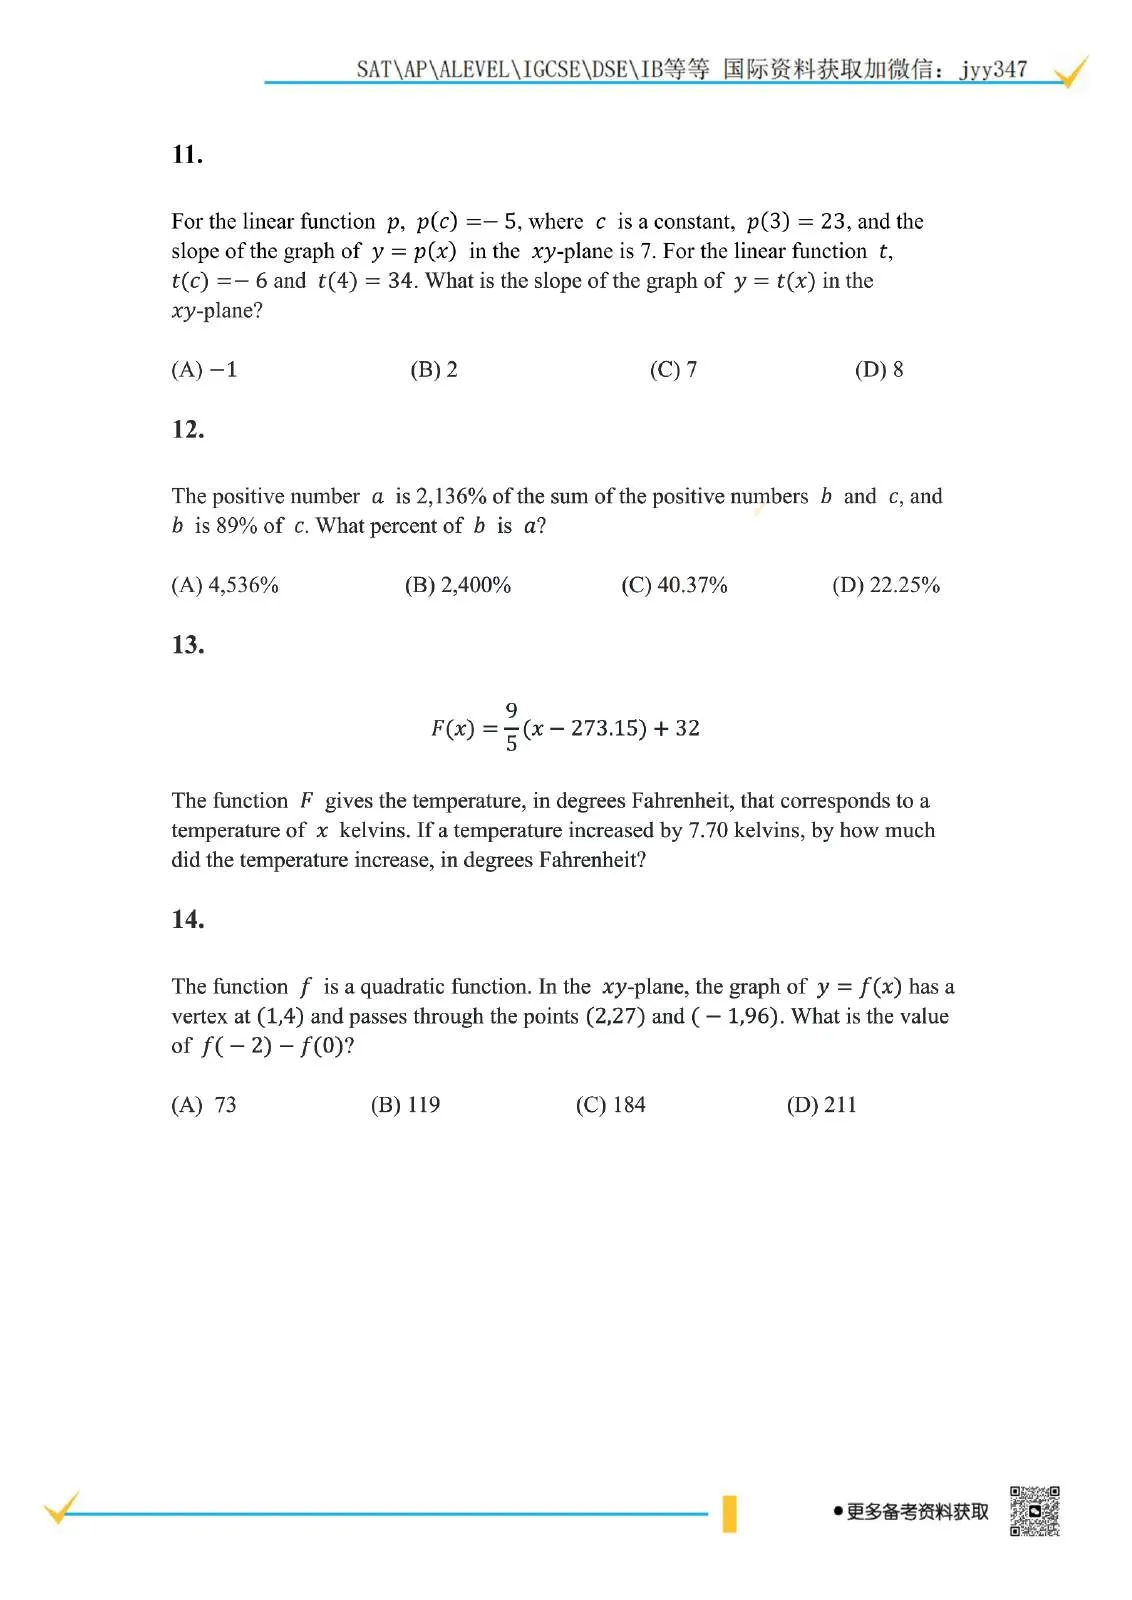 SAT\AP\ALEVEL\IGCSE\DSE\IB等等 国际资料获取加微信：jyy347
11.
For the linear function p, p(c) =− 5, where c is a constant, p(3) = 23, and the
slope of the graph of y = p(x) in the xy-plane is 7. For the linear function t,
t(c) =− 6 and t(4) = 34. What is the slope of the graph of y = t(x) in the
xy-plane?
(A) −1 (B) 2 (C) 7 (D) 8
12.
The positive number a is 2,136% of the sum of the positive numbers b and c, and
b is 89% of c. What percent of b is a?
(A) 4,536% (B) 2,400% (C) 40.37% (D) 22.25%
13.
F(x) = 9/5 (x − 273.15) + 32
The function F gives the temperature, in degrees Fahrenheit, that corresponds to a
temperature of x kelvins. If a temperature increased by 7.70 kelvins, by how much
did the temperature increase, in degrees Fahrenheit?
14.
The function f is a quadratic function. In the xy-plane, the graph of y = f(x) has a
vertex at (1,4) and passes through the points (2,27) and ( − 1,96). What is the value
of f( − 2) − f(0)?
(A) 73 (B) 119 (C) 184 (D) 211
●更多备考资料获取